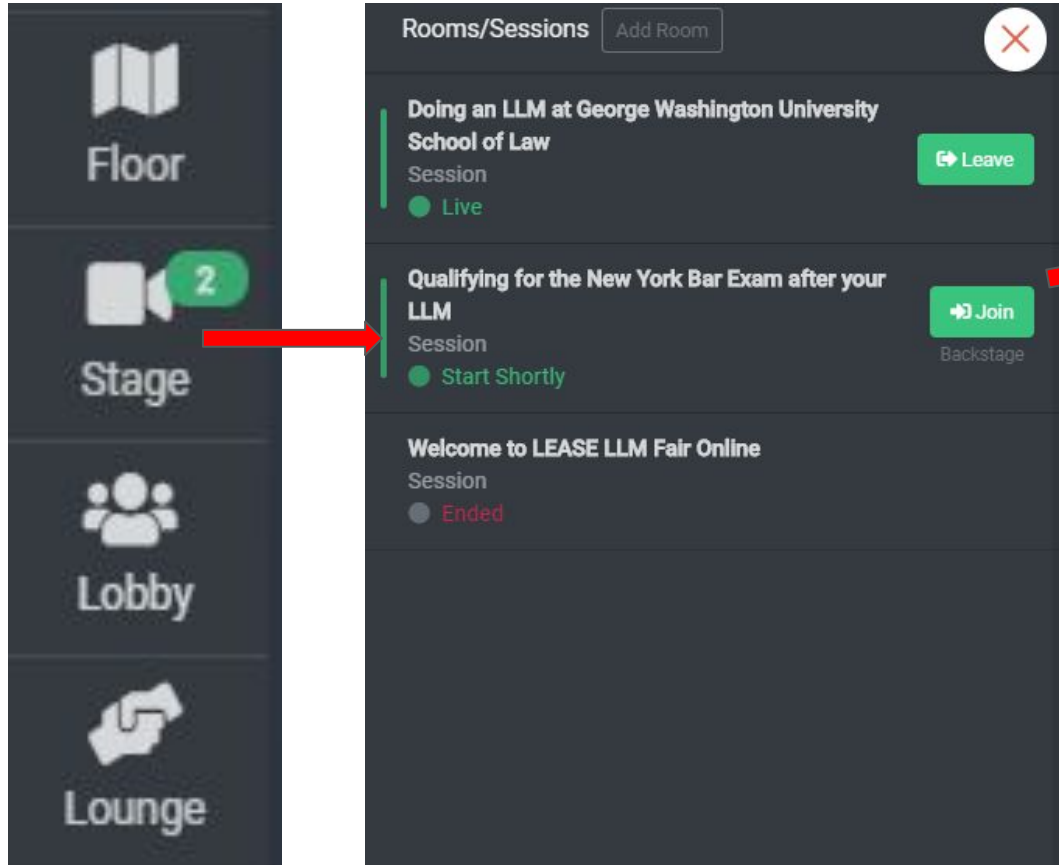 Floor
2
Stage
Lobby
Lounge
Rooms/Sessions Add Room
Doing an LLM at George Washington University
School of Law
Session
Live
Leave
Qualifying for the New York Bar Exam after your
LLM
Session
Start Shortly
Join
Backstage
Welcome to LEASE LLM Fair Online
Session
Ended